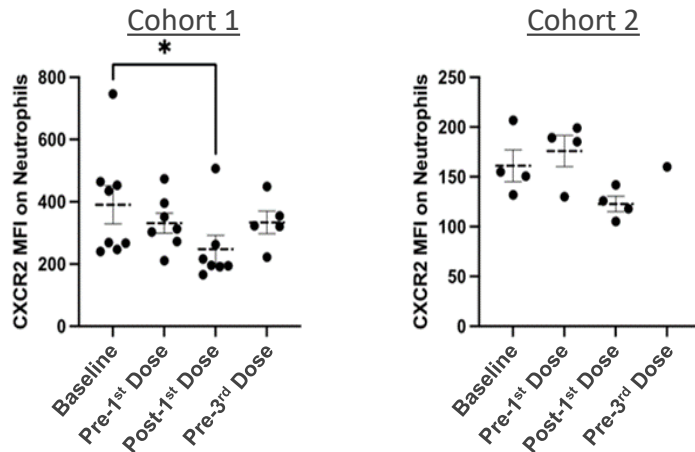 Cohort 1
*
CXCR2 MFI on Neutrophils
800
600
400
200
0
Baseline
Pre-1st Dose
Post-1st Dose
Pre-3rd Dose
Cohort 2
CXCR2 MFI on Neutrophils
250
200
150
100
50
0
Baseline
Pre-1st Dose
Post-1st Dose
Pre-3rd Dose